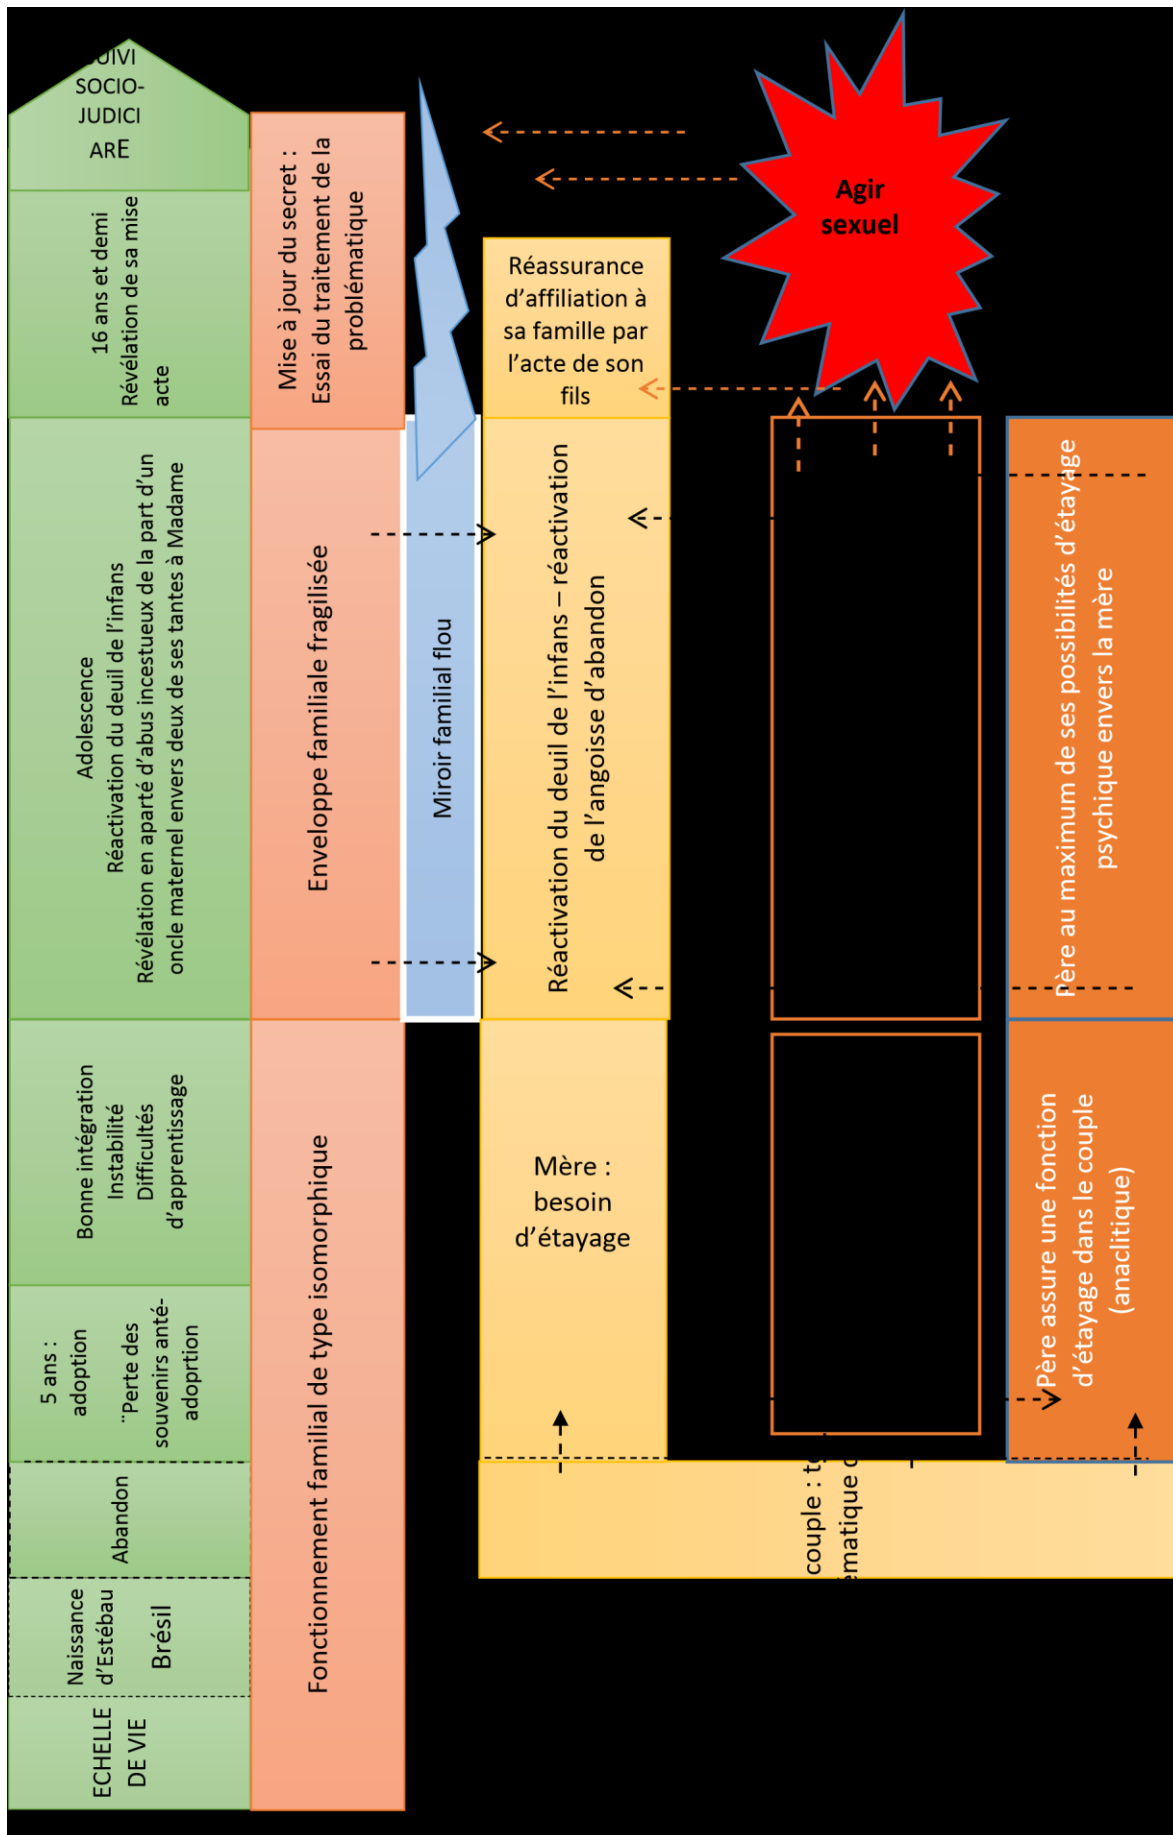 SUIVI
SOCIO-
JUDICI
ARE
16 ans et demi
Révélation de sa mise
acte
Adolescence
Réactivation du deuil de l'infans
Révélation en aparté d'abus incestueux de la part d'un
oncle maternel envers deux de ses tantes à Madame
Bonne intégration
Instabilité
Difficultés
d'apprentissage
5 ans :
adoption
¨Perte des
souvenirs anté-
adoprtion
Abandon
Naissance
d'Estébau
Brésil
ECHELLE
DE VIE
Mise à jour du secret :
Essai du traitement de la
problématique
Enveloppe familiale fragilisée
Fonctionnement familial de type isomorphique
Miroir familial flou
Réassurance
d'affiliation à
sa famille par
l'acte de son
fils
Réactivation du deuil de l'infans – réactivation
de l'angoisse d'abandon
Mère :
besoin
d'étayage
Agir
sexuel
couple :
Père au maximum de ses possibilités d'étayage
psychique envers la mère
Père assure une fonction
d'étayage dans le couple
(anaclitique)